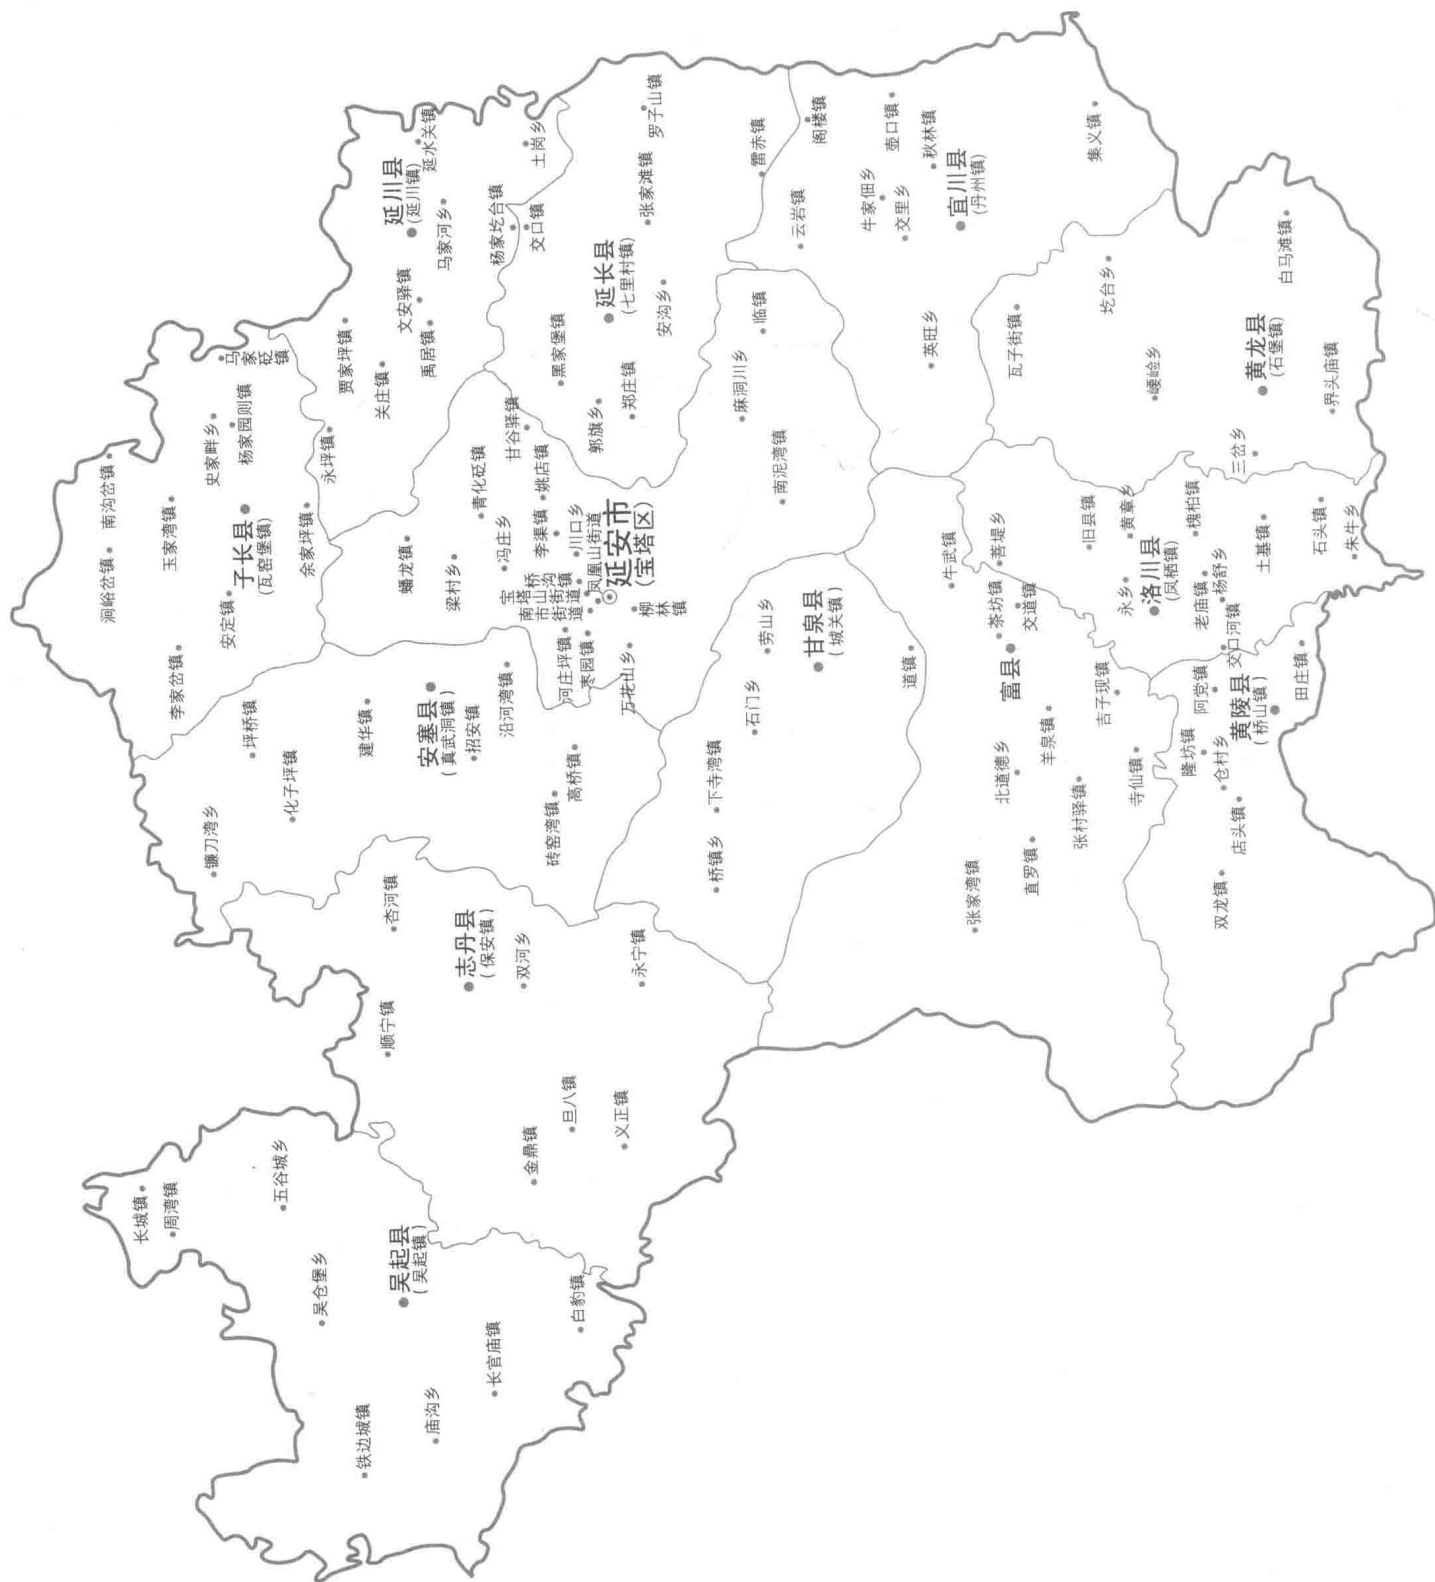 长城镇
周湾镇
五谷城乡
吴仓堡乡
吴起县
(吴起镇)
铁边城镇
庙沟乡
长官庙镇
白豹镇
顺宁镇
杏河镇
志丹县
(保安镇)
双河乡
永宁镇
金鼎镇
旦八镇
义正镇
镰刀湾乡
坪桥镇
化子坪镇
建华镇
安塞县
(真武洞镇)
招安镇
沿河湾镇
砖窑湾镇
高桥镇
涧峪岔镇
南沟岔镇
李家岔镇
玉家湾镇
史家畔乡
安定镇
子长县
(瓦窑堡镇)
杨家园则镇
马家砭镇
余家坪镇
永坪镇
贾家坪镇
关庄镇
文安驿镇
禹居镇
延川县
(延川镇)
延水关镇
马家河乡
杨家圪台镇
土岗乡
蟠龙镇
梁村乡
青化砭镇
冯庄乡
甘谷驿镇
姚店镇
李渠镇
川口乡
桥沟镇
宝塔山街道
南市街道
凤凰山街道
延安市
(宝塔区)
河庄坪镇
枣园镇
柳林镇
万花山乡
麻洞川乡
南泥湾镇
临镇
交口镇
黑家堡镇
延长县
(七里村镇)
郭旗乡
郑庄镇
安沟乡
张家滩镇
罗子山镇
雷赤镇
云岩镇
阁楼镇
牛家佃乡
交里乡
壶口镇
秋林镇
宜川县
(丹州镇)
英旺乡
集义镇
劳山乡
石门乡
下寺湾镇
桥镇乡
甘泉县
(城关镇)
道镇
牛武镇
茶坊镇
菩堤乡
富县
交道镇
北道德乡
羊泉镇
吉子现镇
张家湾镇
直罗镇
张村驿镇
寺仙镇
旧县镇
黄章乡
永乡
洛川县
(凤栖镇)
槐柏镇
老庙镇
杨舒乡
交口河镇
土基镇
石头镇
朱牛乡
瓦子街镇
圪台乡
崾崄乡
三岔乡
黄龙县
(石堡镇)
白马滩镇
界头庙镇
阿党镇
隆坊镇
仓村乡
黄陵县
(桥山镇)
田庄镇
店头镇
双龙镇